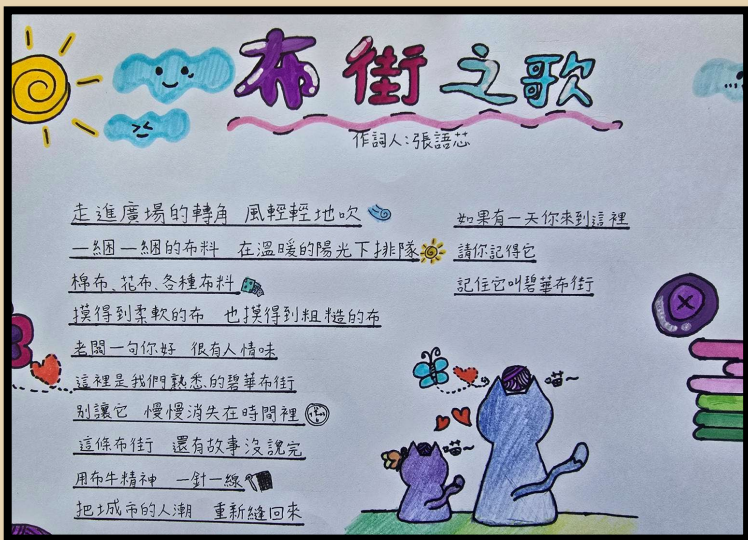 布街之歌
作詞人:張語芯
走進廣場的轉角 風輕輕地吹
一綑一綑的布料 在溫暖的陽光下排隊
棉布、花布、各種布料
摸得到柔軟的布 也摸得到粗糙的布
老闆一句你好 很有人情味
這裡是我們熟悉的碧華布街
別讓它 慢慢消失在時間裡
這條布街 還有故事沒說完
用布牛精神 一針一線
把城市的人潮 重新縫回來
如果有一天你來到這裡
請你記得它
記住它叫碧華布街
喵~
喵~